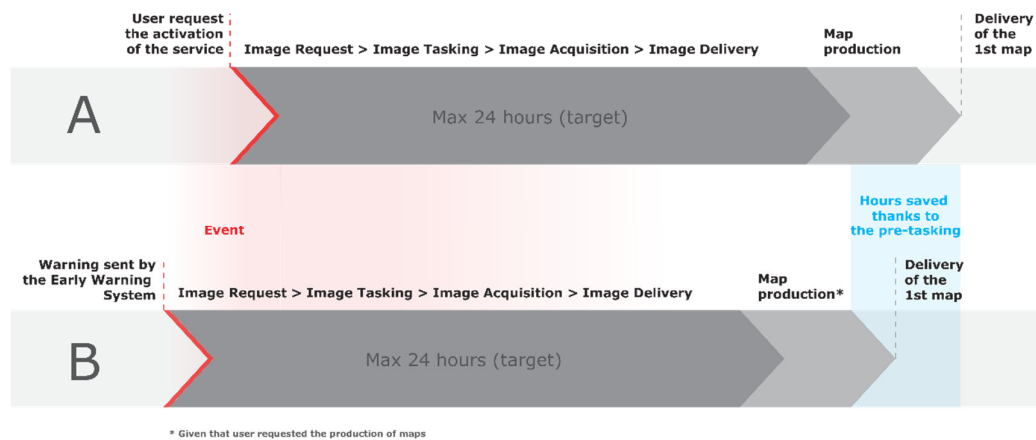 User request
the activation
of the service
Image Request > Image Tasking > Image Acquisition > Image Delivery
Map
production
Delivery
of the
1st map
A
Max 24 hours (target)
Event
Hours saved
thanks to
the pre-tasking
Warning sent by
the Early Warning
System
Image Request > Image Tasking > Image Acquisition > Image Delivery
Map
production*
Delivery
of the
1st map
B
Max 24 hours (target)
* Given that user requested the production of maps